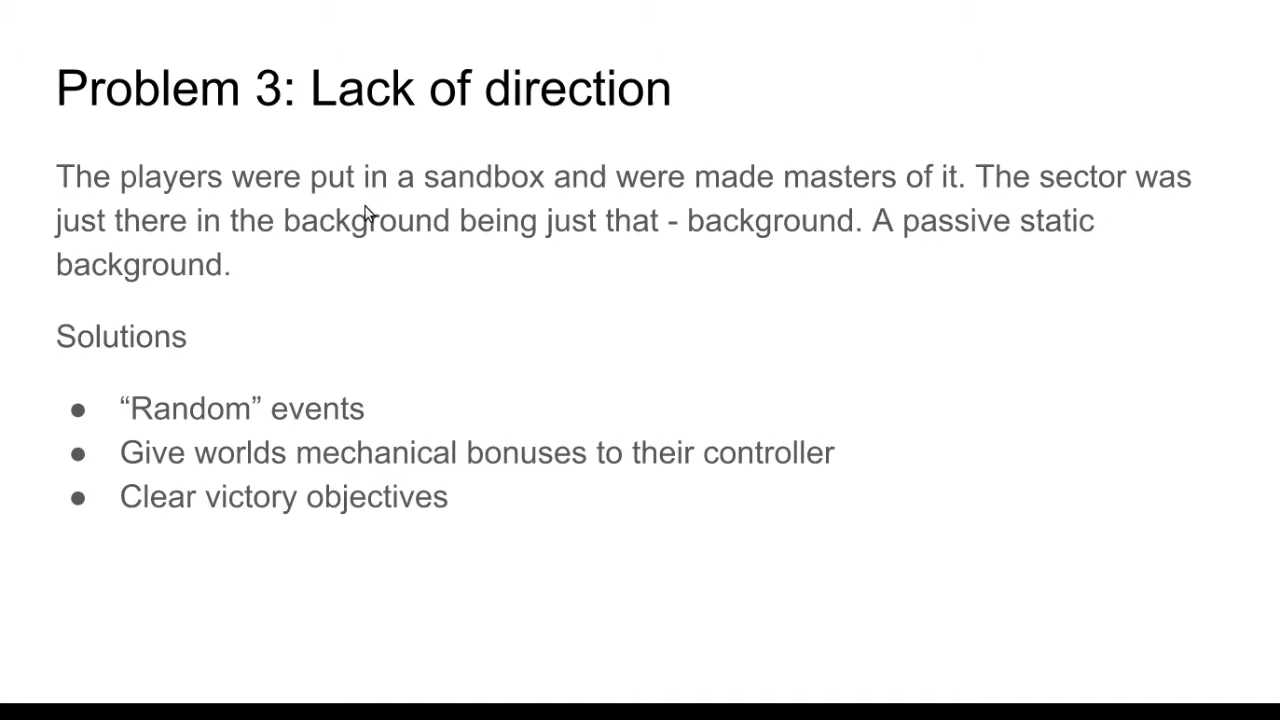 Problem 3: Lack of direction
The players were put in a sandbox and were made masters of it. The sector was
just there in the background being just that - background. A passive static
background.
Solutions
● “Random” events
● Give worlds mechanical bonuses to their controller
● Clear victory objectives